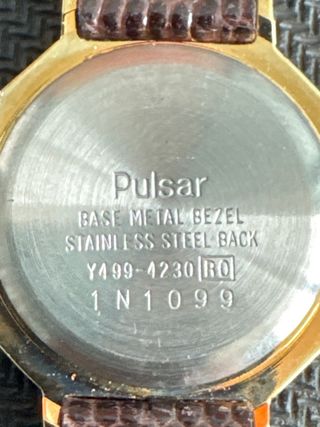 Pulsar
BASE METAL BEZEL
STAINLESS STEEL BACK
Y499-4230 RO
1N1099